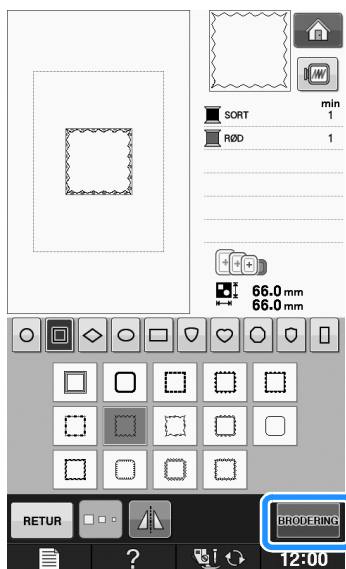 min
SORT 1
RØD 1
66.0 mm
66.0 mm
RETUR
BRODERING
?
12:00